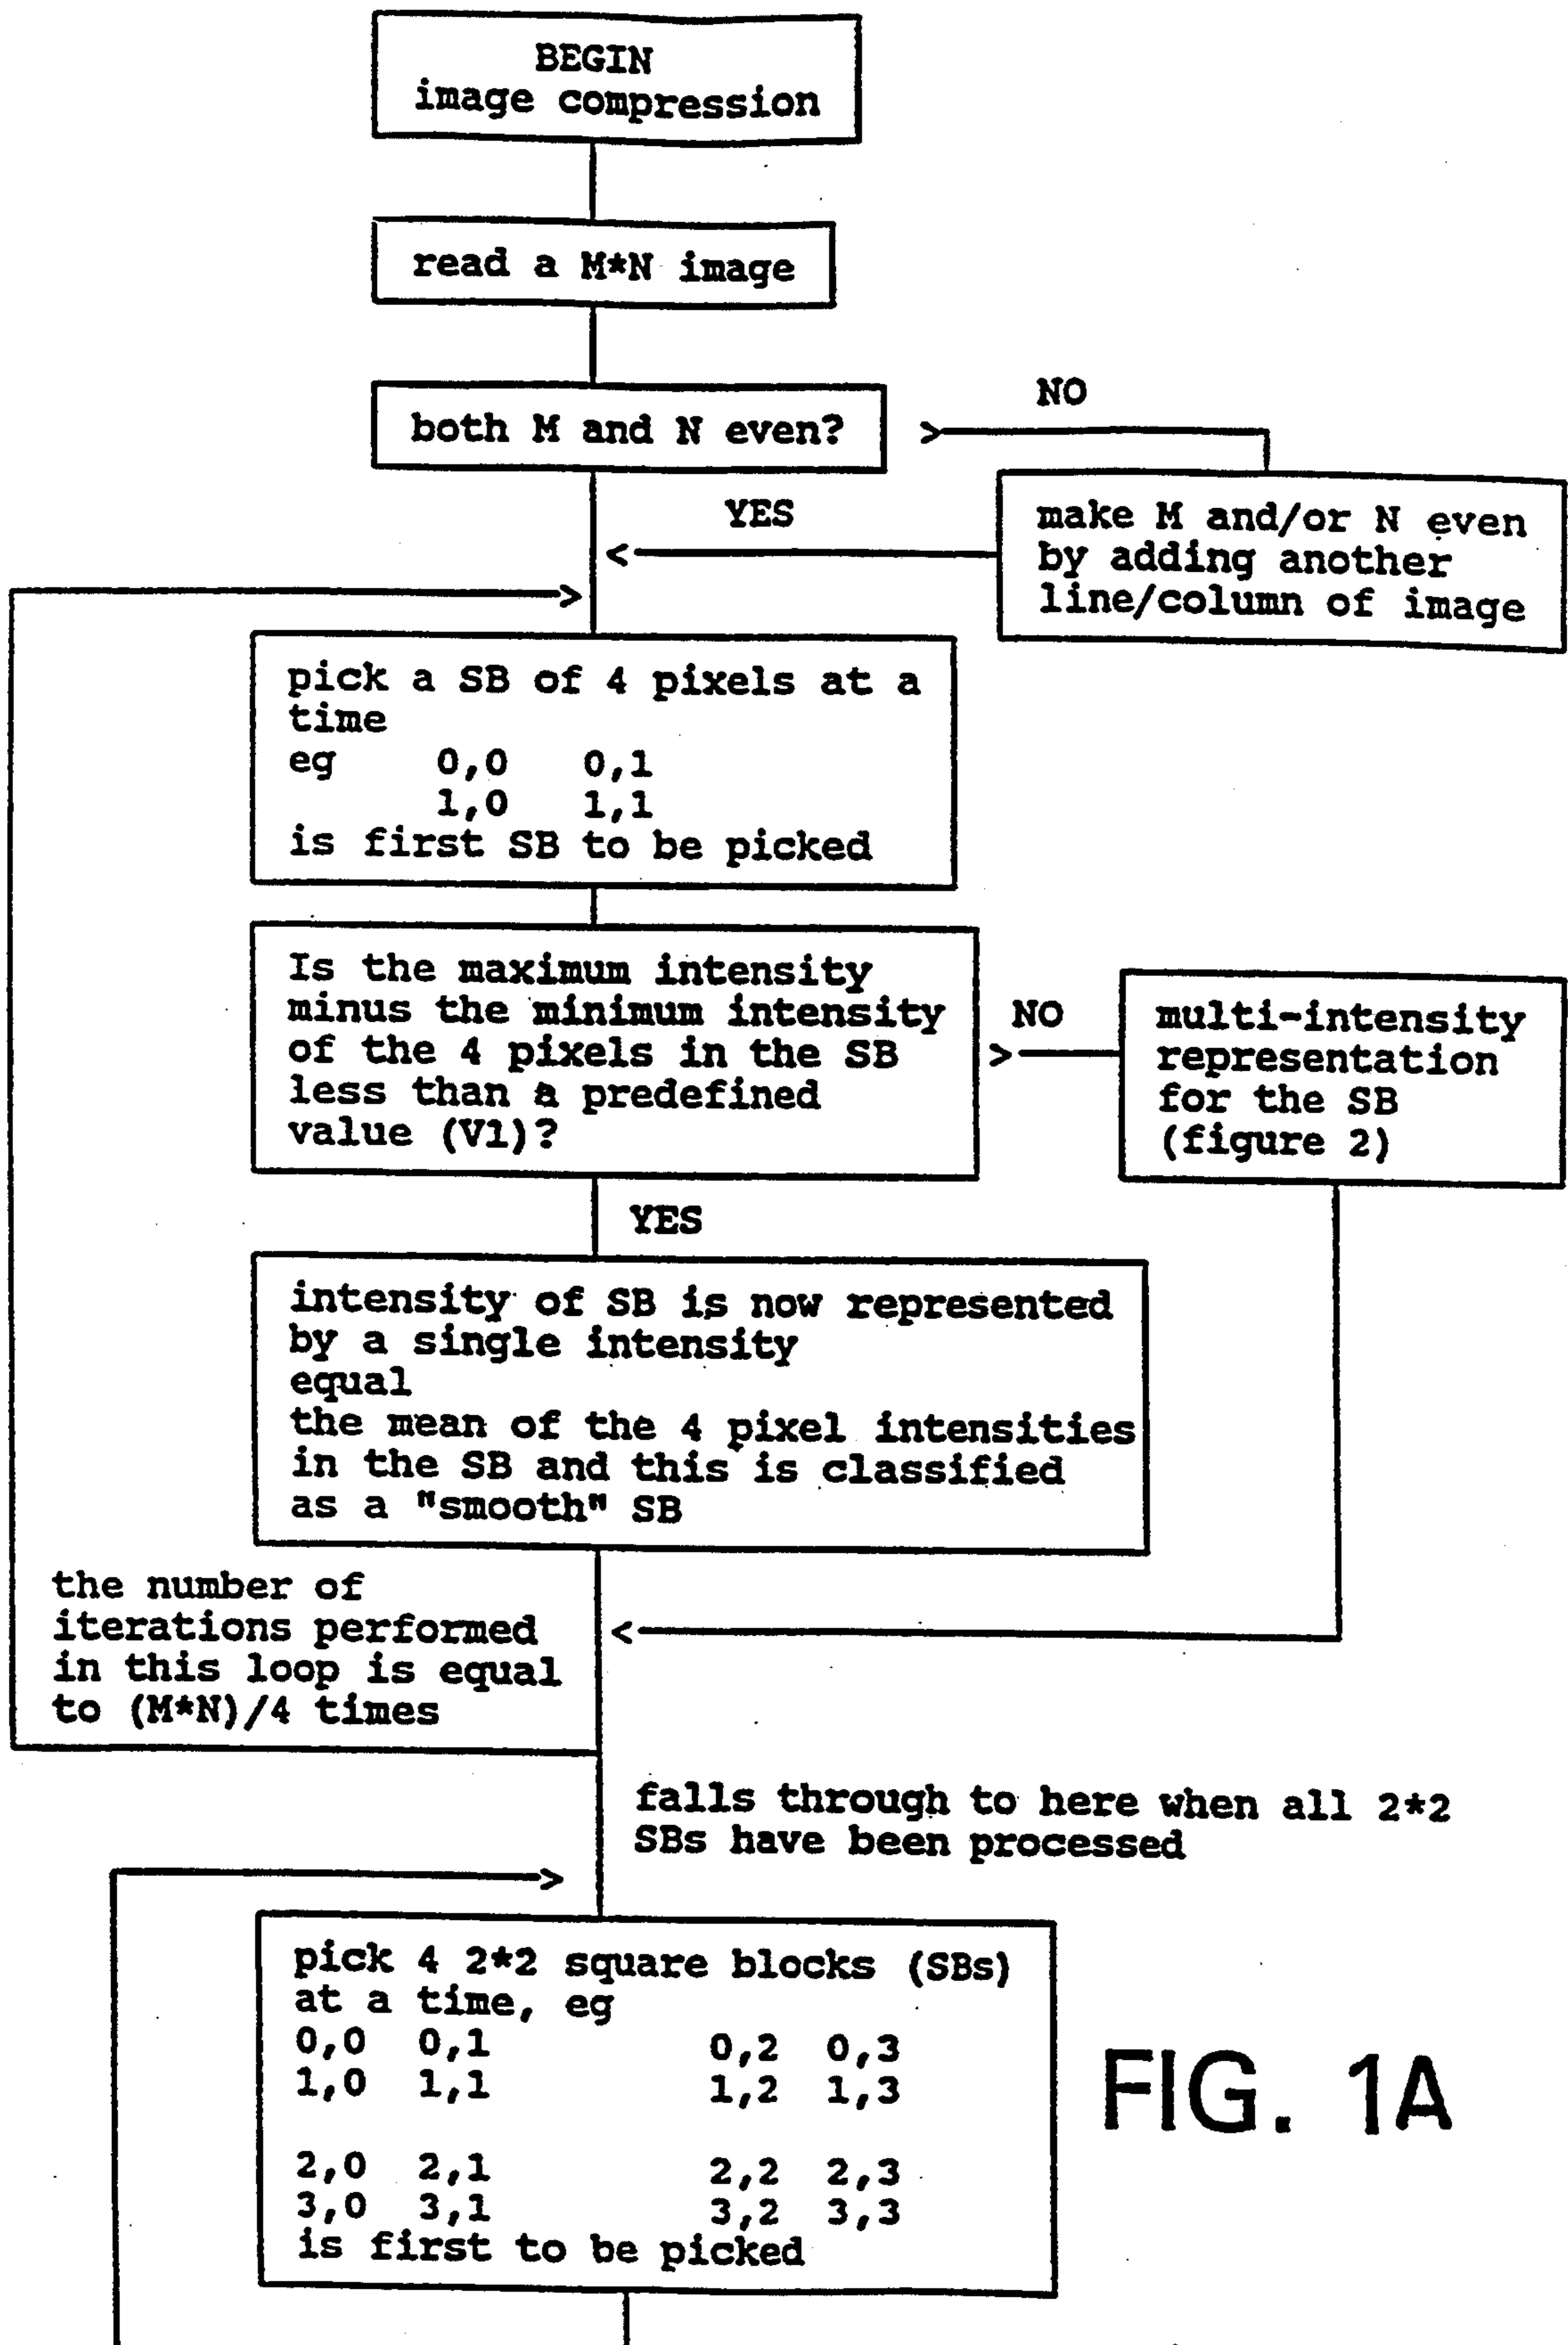 BEGIN
image compression
read a M*N image
both M and N even?
NO
YES
make M and/or N even
by adding another
line/column of image
pick a SB of 4 pixels at a
time
eg 0,0 0,1
1,0 1,1
is first SB to be picked
Is the maximum intensity
minus the minimum intensity
of the 4 pixels in the SB
less than a predefined
value (V1)?
NO
multi-intensity
representation
for the SB
(figure 2)
YES
intensity of SB is now represented
by a single intensity
equal
the mean of the 4 pixel intensities
in the SB and this is classified
as a "smooth" SB
the number of
iterations performed
in this loop is equal
to (M*N)/4 times
falls through to here when all 2*2
SBs have been processed
pick 4 2*2 square blocks (SBs)
at a time, eg
0,0 0,1 0,2 0,3
1,0 1,1 1,2 1,3
2,0 2,1 2,2 2,3
3,0 3,1 3,2 3,3
is first to be picked
FIG. 1A